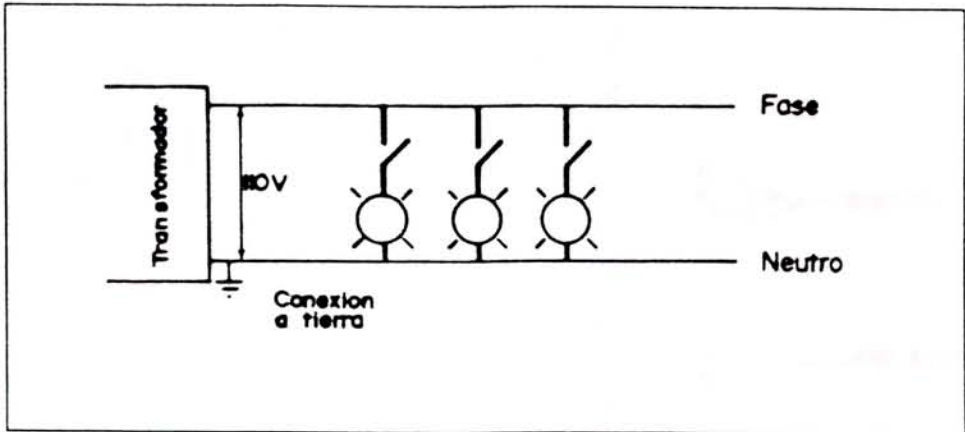 Transformador
110V
Fase
Neutro
Conexion
a tierra